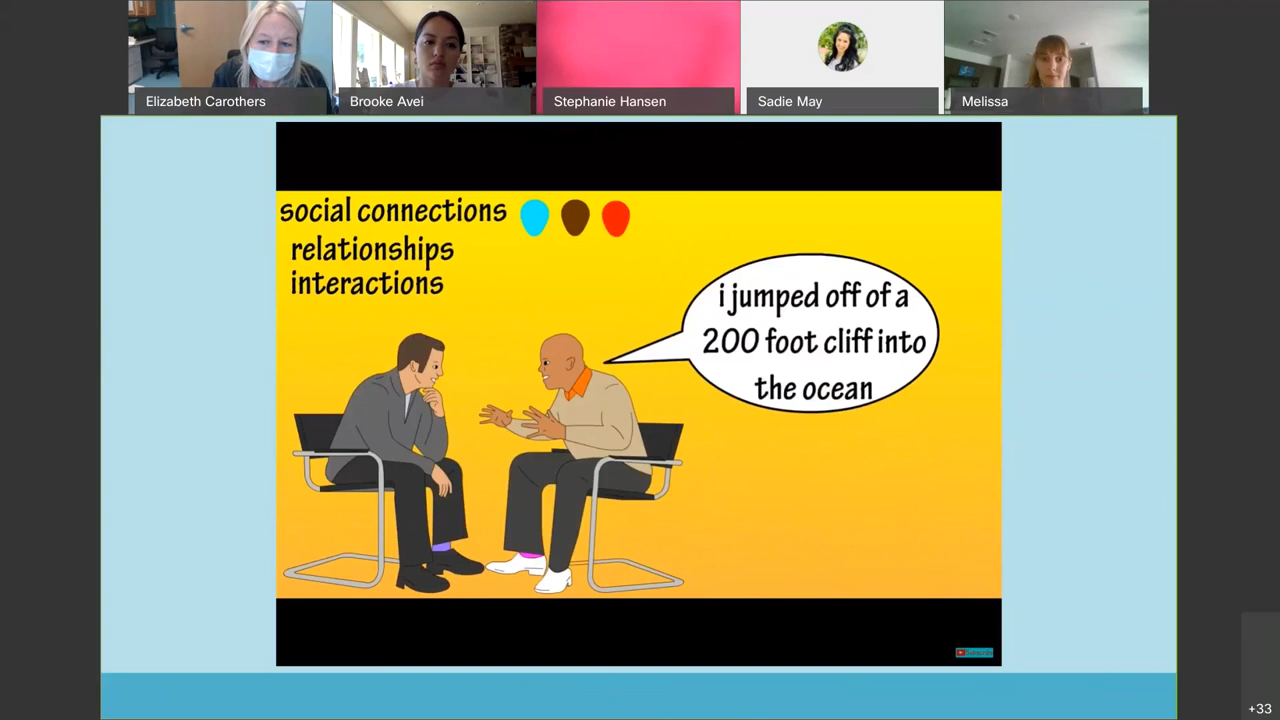 Elizabeth Carothers
Brooke Avei
Stephanie Hansen
Sadie May
Melissa
social connections
relationships
interactions
i jumped off of a
200 foot cliff into
the ocean
Subscribe
+33